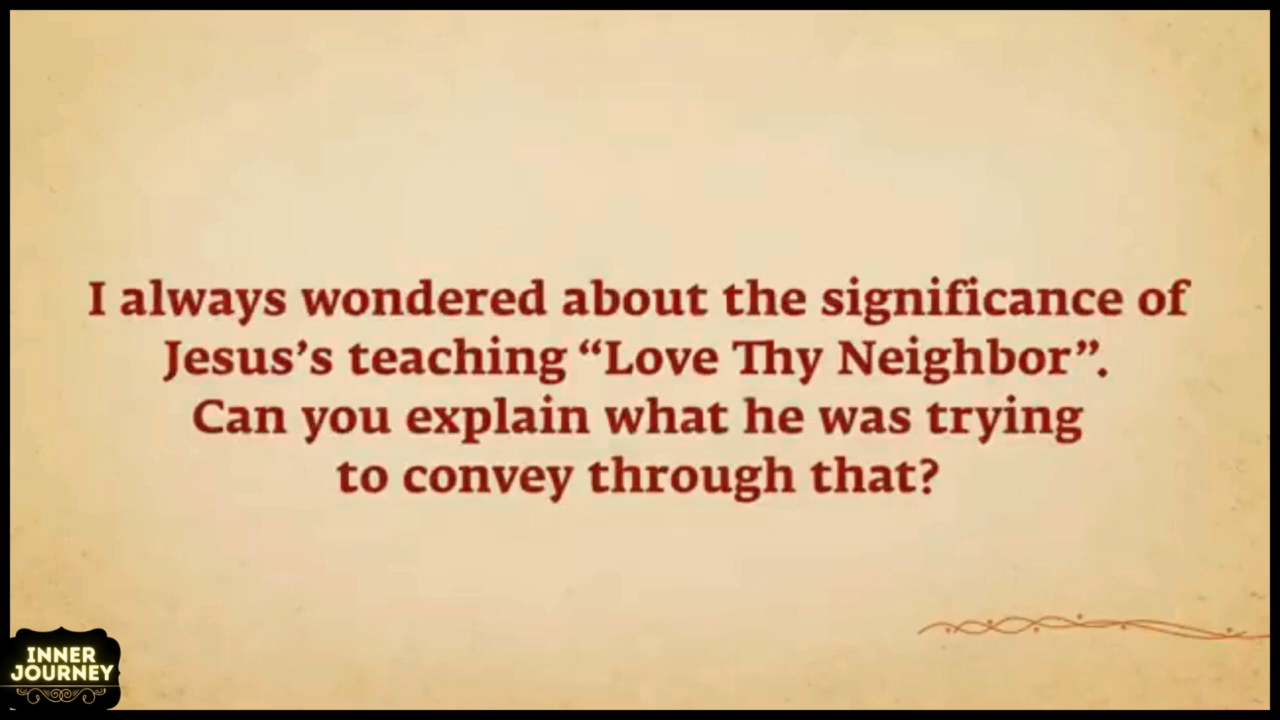 I always wondered about the significance of
Jesus’s teaching “Love Thy Neighbor”.
Can you explain what he was trying
to convey through that?
INNER
JOURNEY